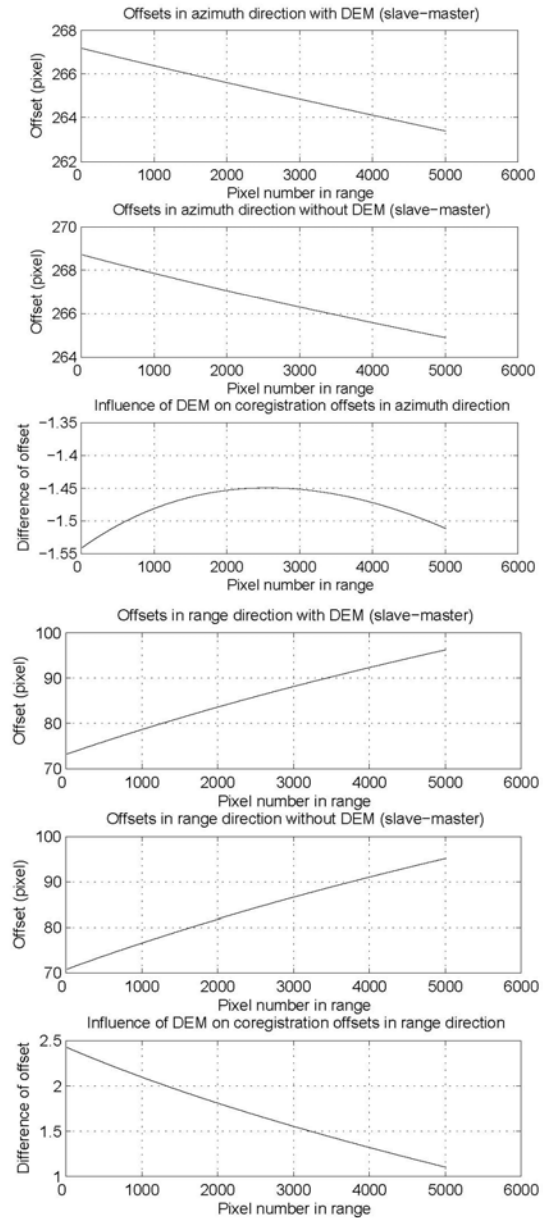 Offsets in azimuth direction with DEM (slave−master)
268
266
264
262
Offset (pixel)
0 1000 2000 3000 4000 5000 6000
Pixel number in range
Offsets in azimuth direction without DEM (slave−master)
270
268
266
264
Offset (pixel)
0 1000 2000 3000 4000 5000 6000
Pixel number in range
Influence of DEM on coregistration offsets in azimuth direction
−1.35
−1.4
−1.45
−1.5
−1.55
Difference of offset
0 1000 2000 3000 4000 5000 6000
Pixel number in range
Offsets in range direction with DEM (slave−master)
100
90
80
70
Offset (pixel)
0 1000 2000 3000 4000 5000 6000
Pixel number in range
Offsets in range direction without DEM (slave−master)
100
90
80
70
Offset (pixel)
0 1000 2000 3000 4000 5000 6000
Pixel number in range
Influence of DEM on coregistration offsets in range direction
2.5
2
1.5
1
Difference of offset
0 1000 2000 3000 4000 5000 6000
Pixel number in range